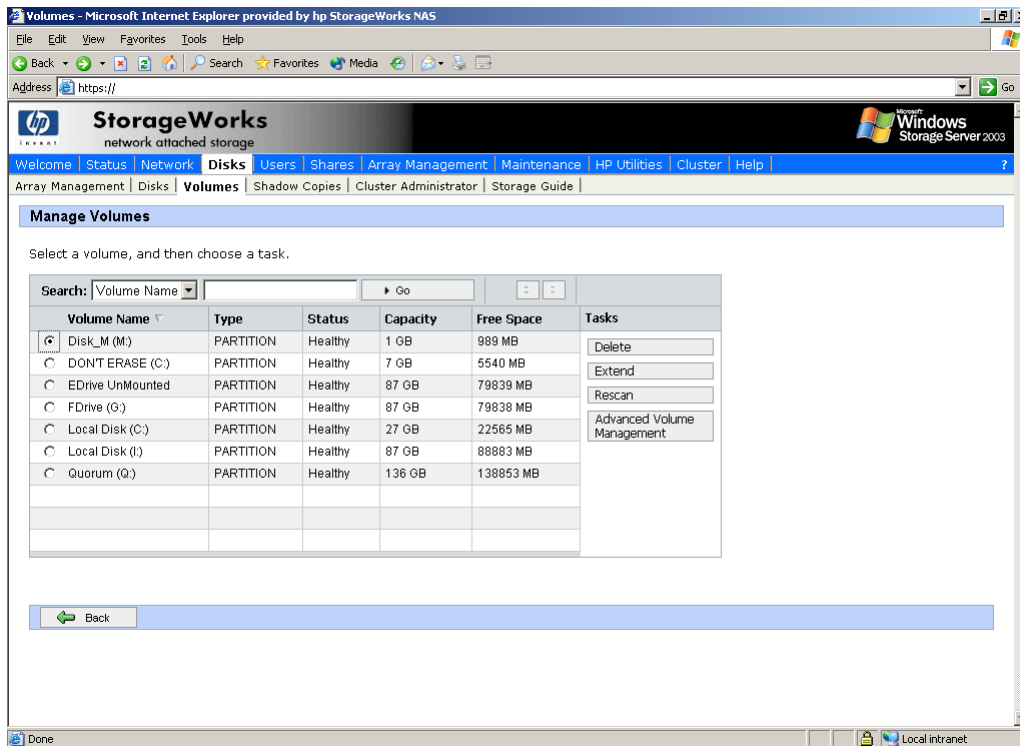 Volumes - Microsoft Internet Explorer provided by hp StorageWorks NAS
File Edit View Favorites Tools Help
Back Search Favorites Media
Address https:// Go
hp StorageWorks
invent network attached storage
Microsoft Windows Storage Server 2003
Welcome | Status | Network | Disks | Users | Shares | Array Management | Maintenance | HP Utilities | Cluster | Help | ?
Array Management | Disks | Volumes | Shadow Copies | Cluster Administrator | Storage Guide |
Manage Volumes
Select a volume, and then choose a task.
Search: Volume Name Go
Volume Name Type Status Capacity Free Space Tasks
Disk_M (M:) PARTITION Healthy 1 GB 989 MB
DON'T ERASE (C:) PARTITION Healthy 7 GB 5540 MB
EDrive UnMounted PARTITION Healthy 87 GB 79839 MB
FDrive (G:) PARTITION Healthy 87 GB 79838 MB
Local Disk (C:) PARTITION Healthy 27 GB 22565 MB
Local Disk (I:) PARTITION Healthy 87 GB 88883 MB
Quorum (Q:) PARTITION Healthy 136 GB 138853 MB
Delete
Extend
Rescan
Advanced Volume
Management
Back
Done Local intranet